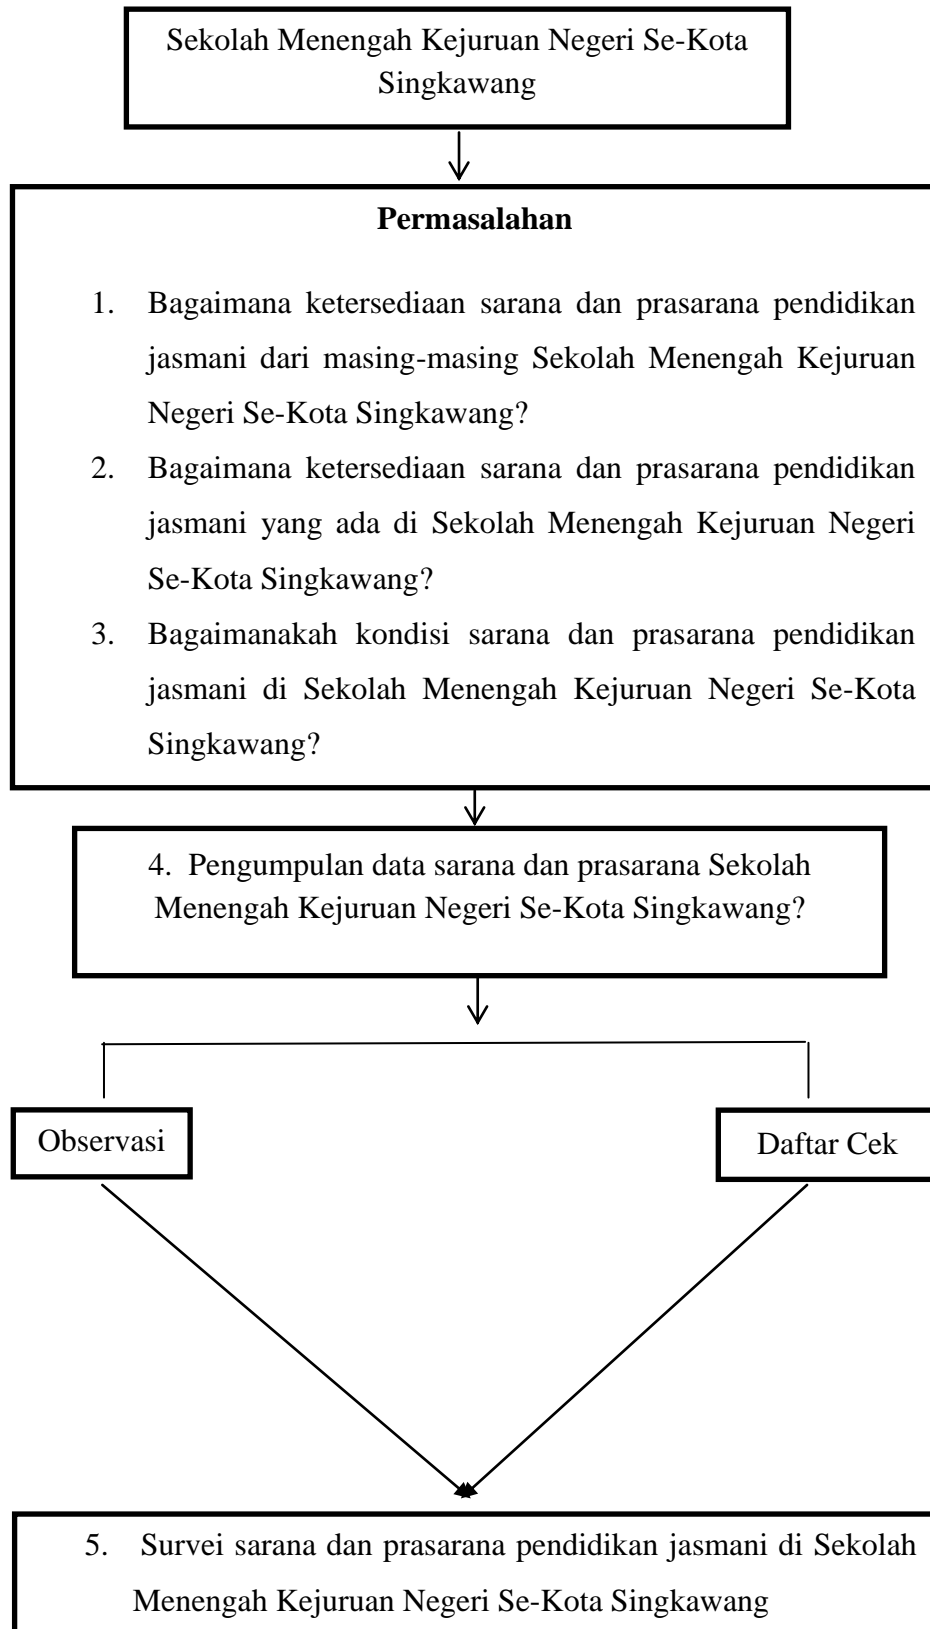 Sekolah Menengah Kejuruan Negeri Se-Kota
Singkawang
Permasalahan
1. Bagaimana ketersediaan sarana dan prasarana pendidikan
jasmani dari masing-masing Sekolah Menengah Kejuruan
Negeri Se-Kota Singkawang?
2. Bagaimana ketersediaan sarana dan prasarana pendidikan
jasmani yang ada di Sekolah Menengah Kejuruan Negeri
Se-Kota Singkawang?
3. Bagaimanakah kondisi sarana dan prasarana pendidikan
jasmani di Sekolah Menengah Kejuruan Negeri Se-Kota
Singkawang?
4. Pengumpulan data sarana dan prasarana Sekolah
Menengah Kejuruan Negeri Se-Kota Singkawang?
Observasi
Daftar Cek
5. Survei sarana dan prasarana pendidikan jasmani di Sekolah
Menengah Kejuruan Negeri Se-Kota Singkawang